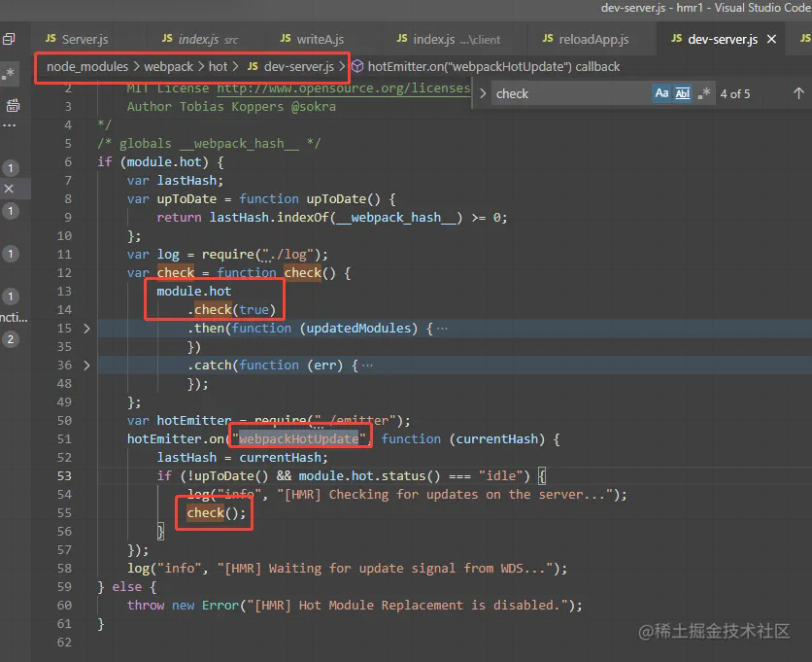 dev-server.js - hmr1 - Visual Studio Code
JS Server.js JS index.js src JS writeA.js JS index.js ...\client JS reloadApp.js JS dev-server.js × JS
node_modules > webpack > hot > JS dev-server.js > hotEmitter.on("webpackHotUpdate") callback
> check Aa Abl .* 4 of 5 ↑
2 MIT License http://www.opensource.org/licenses
3 Author Tobias Koppers @sokra
4 */
5 /* globals __webpack_hash__ */
6 if (module.hot) {
7 var lastHash;
8 var upToDate = function upToDate() {
9 return lastHash.indexOf(__webpack_hash__) >= 0;
10 };
11 var log = require("./log");
12 var check = function check() {
13 module.hot
14 .check(true)
15 > .then(function (updatedModules) { ...
35 })
36 > .catch(function (err) { ...
48 });
49 };
50 var hotEmitter = require("./emitter");
51 hotEmitter.on("webpackHotUpdate", function (currentHash) {
52 lastHash = currentHash;
53 if (!upToDate() && module.hot.status() === "idle") {
54 log("info", "[HMR] Checking for updates on the server...");
55 check();
56 }
57 });
58 log("info", "[HMR] Waiting for update signal from WDS...");
59 } else {
60 throw new Error("[HMR] Hot Module Replacement is disabled.");
61 }
62
1
1
1
1
ncti...
2
@稀土掘金技术社区